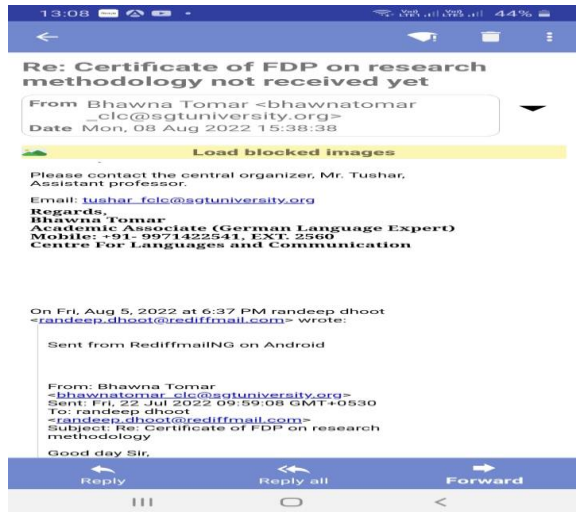 13:08
44%
Re: Certificate of FDP on research
methodology not received yet
From Bhawna Tomar <bhawnatomar
_clc@sgtuniversity.org>
Date Mon, 08 Aug 2022 15:38:38
Load blocked images
Please contact the central organizer, Mr. Tushar,
Assistant professor.
Email: tushar_fclc@sgtuniversity.org
Regards,
Bhawna Tomar
Academic Associate (German Language Expert)
Mobile: +91- 9971422541, EXT. 2560
Centre For Languages and Communication
On Fri, Aug 5, 2022 at 6:37 PM randeep dhoot
<randeep.dhoot@rediffmail.com> wrote:
Sent from RediffmailNG on Android
From: Bhawna Tomar
<bhawnatomar_clc@sgtuniversity.org>
Sent: Fri, 22 Jul 2022 09:59:08 GMT+0530
To: randeep dhoot
<randeep.dhoot@rediffmail.com>
Subject: Re: Certificate of FDP on research
methodology
Good day Sir,
Reply
Reply all
Forward